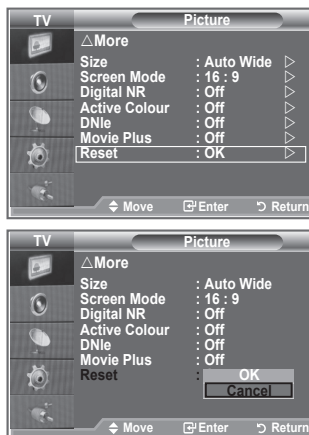 TV Picture
△More
Size : Auto Wide ▷
Screen Mode : 16 : 9 ▷
Digital NR : Off ▷
Active Colour : Off ▷
DNIe : Off ▷
Movie Plus : Off ▷
Reset : OK ▷
Move Enter Return
TV Picture
△More
Size : Auto Wide
Screen Mode : 16 : 9
Digital NR : Off
Active Colour : Off
DNIe : Off
Movie Plus : Off
Reset : OK
Cancel
Move Enter Return